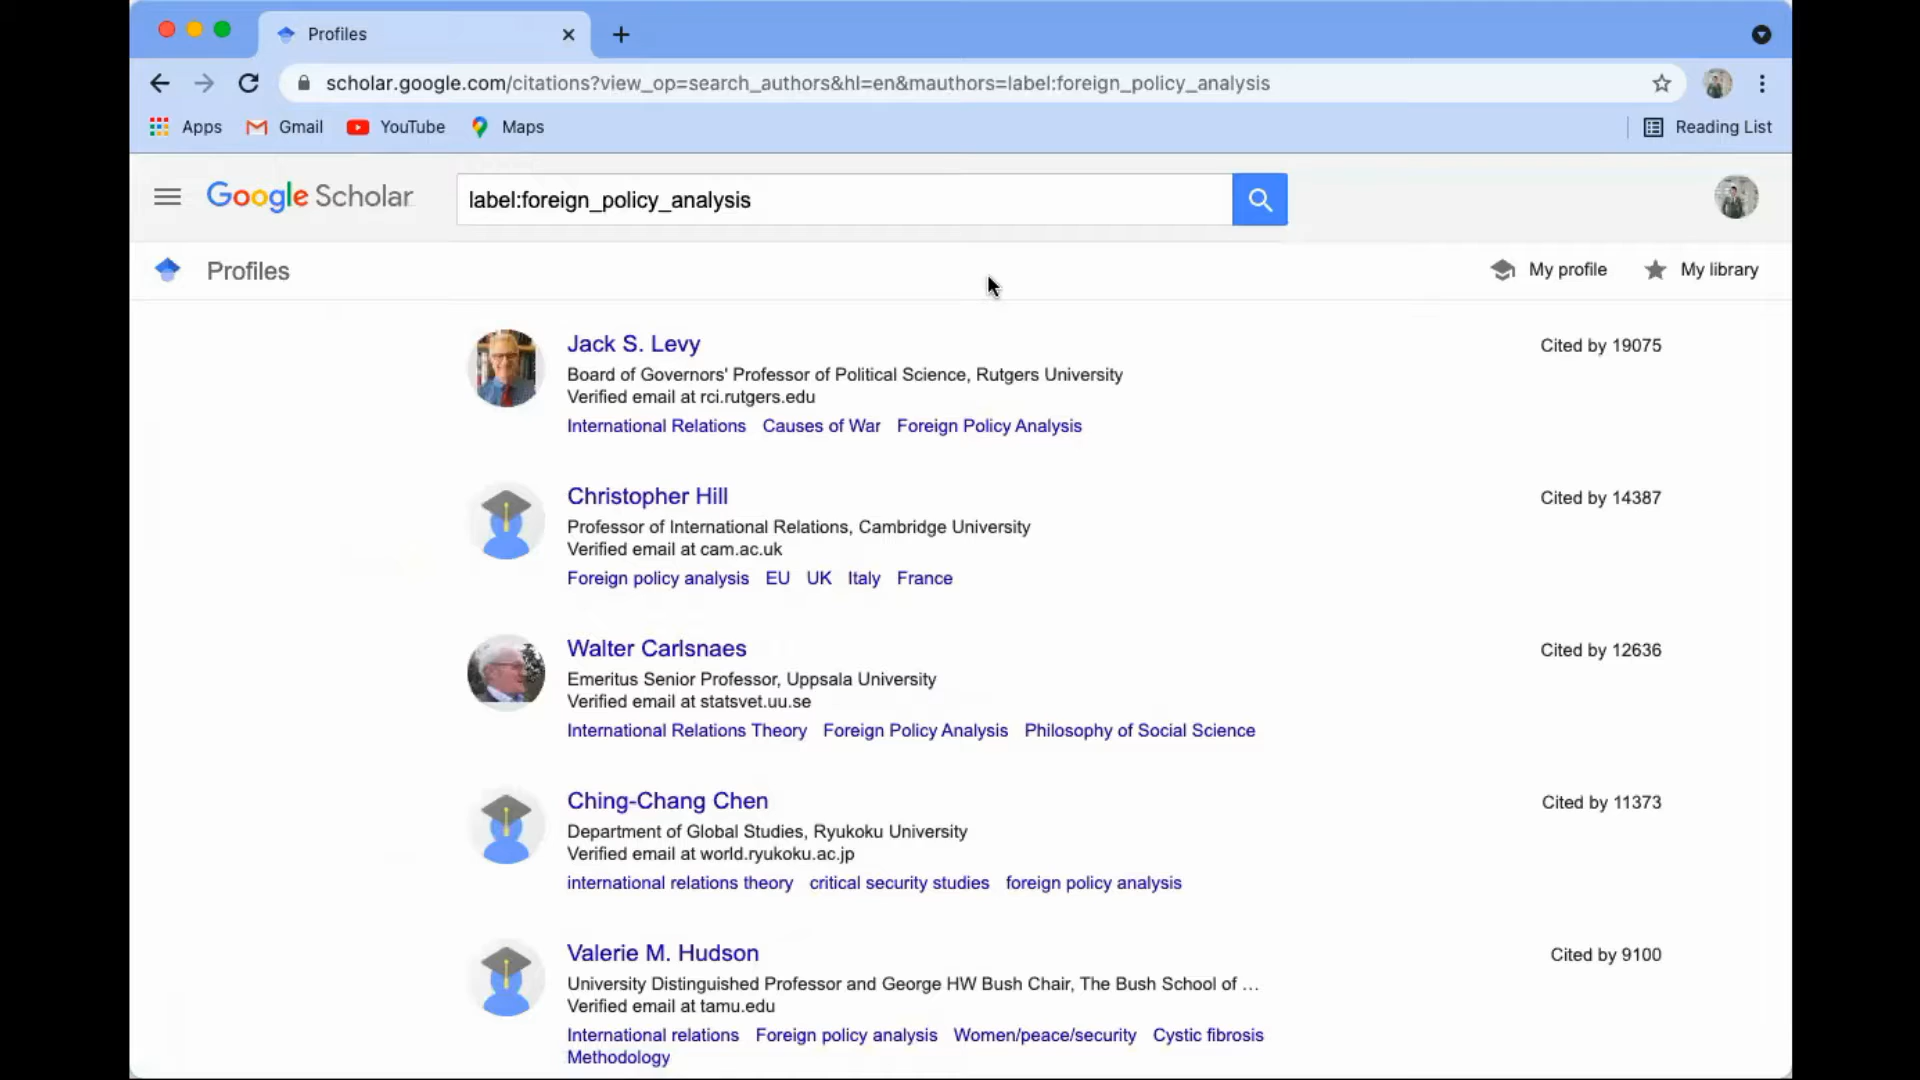 Profiles
scholar.google.com/citations?view_op=search_authors&hl=en&mauthors=label:foreign_policy_analysis
Apps Gmail YouTube Maps Reading List
Google Scholar label:foreign_policy_analysis
Profiles My profile My library
Jack S. Levy Cited by 19075
Board of Governors' Professor of Political Science, Rutgers University
Verified email at rci.rutgers.edu
International Relations Causes of War Foreign Policy Analysis
Christopher Hill Cited by 14387
Professor of International Relations, Cambridge University
Verified email at cam.ac.uk
Foreign policy analysis EU UK Italy France
Walter Carlsnaes Cited by 12636
Emeritus Senior Professor, Uppsala University
Verified email at statsvet.uu.se
International Relations Theory Foreign Policy Analysis Philosophy of Social Science
Ching-Chang Chen Cited by 11373
Department of Global Studies, Ryukoku University
Verified email at world.ryukoku.ac.jp
international relations theory critical security studies foreign policy analysis
Valerie M. Hudson Cited by 9100
University Distinguished Professor and George HW Bush Chair, The Bush School of ...
Verified email at tamu.edu
International relations Foreign policy analysis Women/peace/security Cystic fibrosis
Methodology